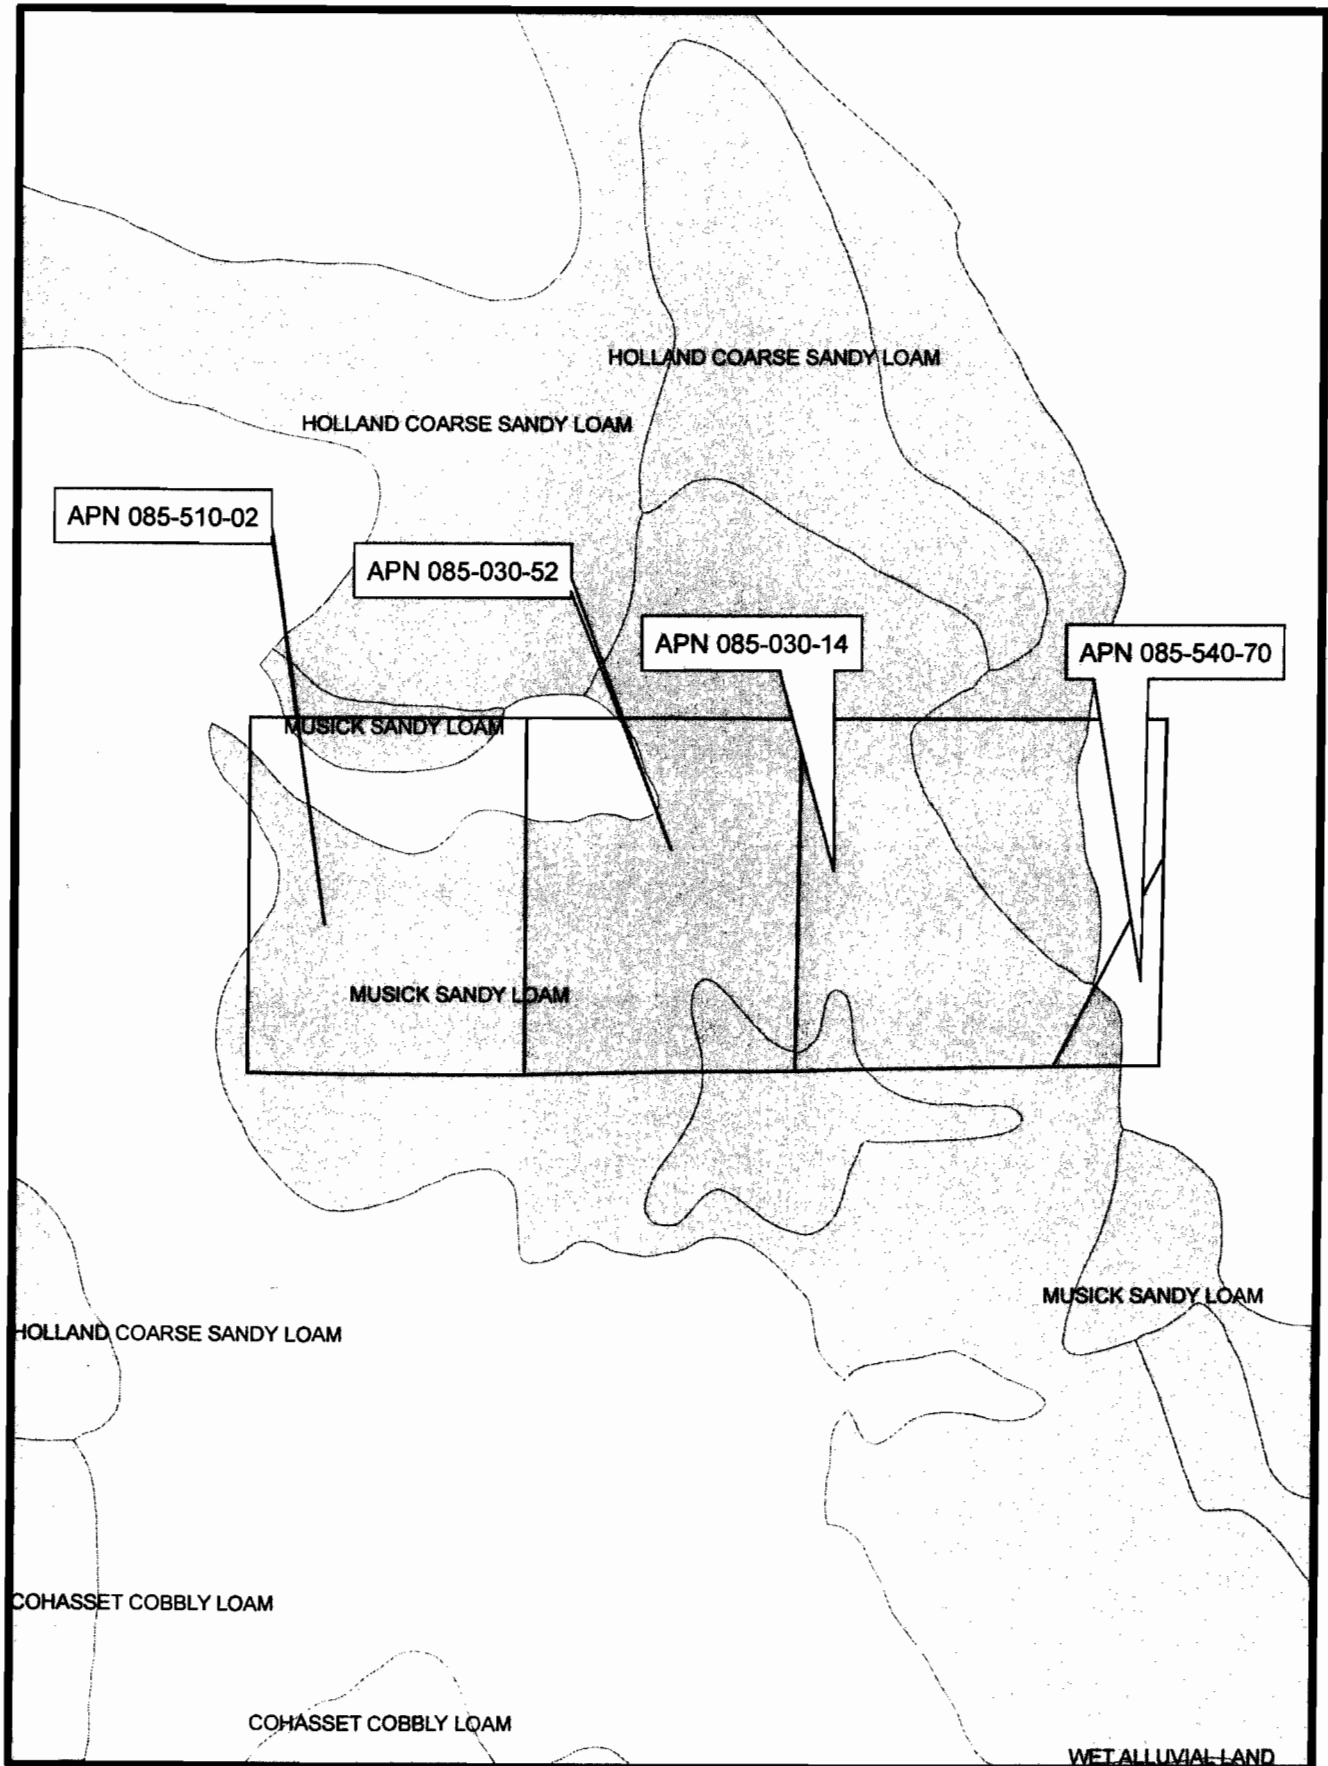 HOLLAND COARSE SANDY LOAM
HOLLAND COARSE SANDY LOAM
APN 085-510-02
APN 085-030-52
APN 085-030-14
APN 085-540-70
MUSICK SANDY LOAM
MUSICK SANDY LOAM
MUSICK SANDY LOAM
HOLLAND COARSE SANDY LOAM
COHASSET COBBLY LOAM
COHASSET COBBLY LOAM
WET ALLUVIAL LAND